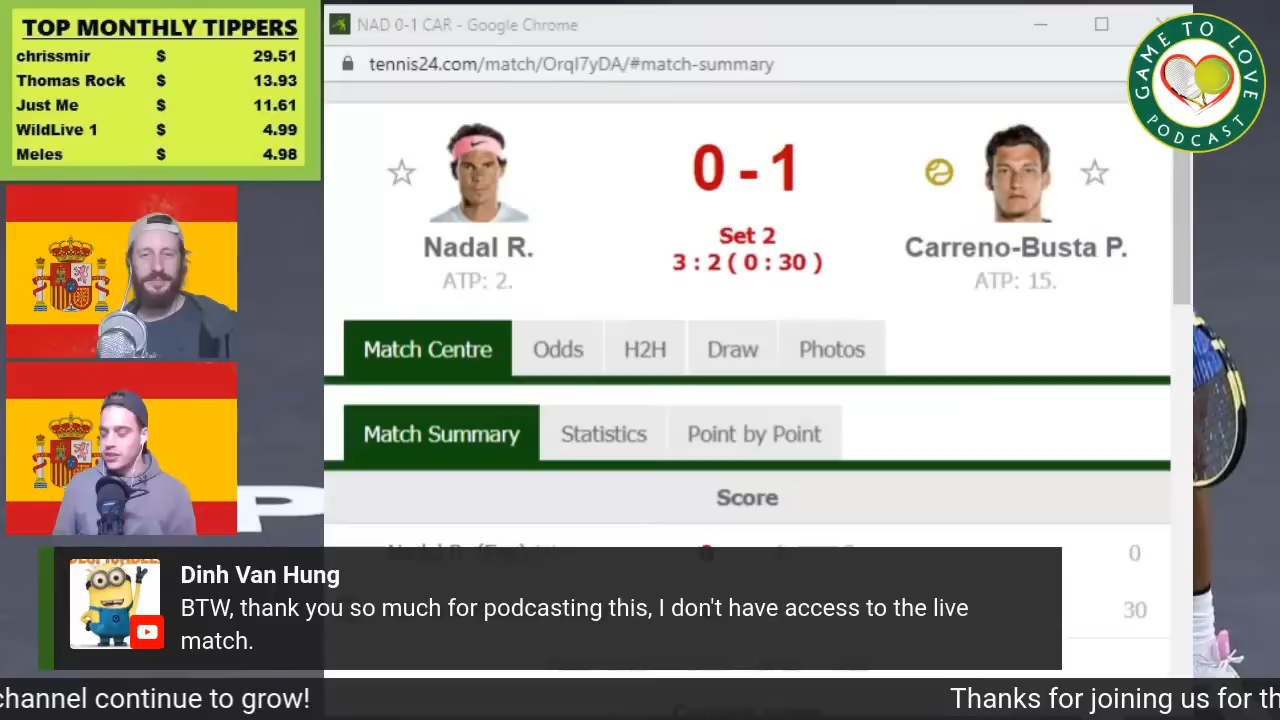 TOP MONTHLY TIPPERS
chrissmir $ 29.51
Thomas Rock $ 13.93
Just Me $ 11.61
WildLive 1 $ 4.99
Meles $ 4.98
NAD 0-1 CAR - Google Chrome
tennis24.com/match/OrqI7yDA/#match-summary
GAME TO LOVE
PODCAST
0 - 1
Set 2
3 : 2 ( 0 : 30 )
Nadal R.
ATP: 2.
Carreno-Busta P.
ATP: 15.
Match Centre Odds H2H Draw Photos
Match Summary Statistics Point by Point
Score
0
30
P
Dinh Van Hung
BTW, thank you so much for podcasting this, I don't have access to the live
match.
channel continue to grow! Thanks for joining us for th